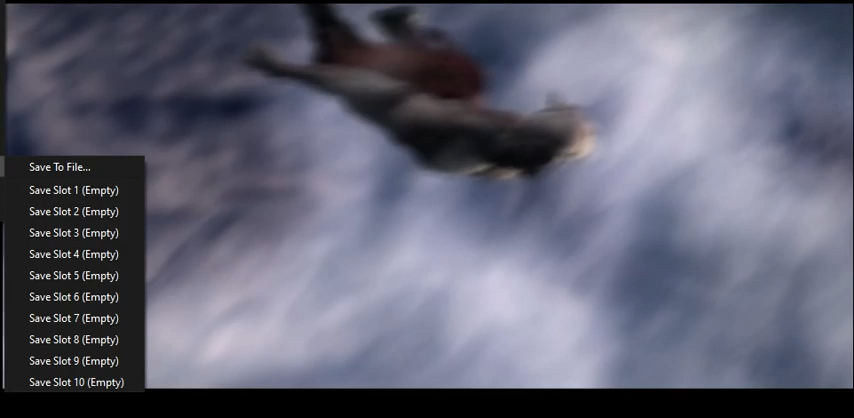 Save To File...
Save Slot 1 (Empty)
Save Slot 2 (Empty)
Save Slot 3 (Empty)
Save Slot 4 (Empty)
Save Slot 5 (Empty)
Save Slot 6 (Empty)
Save Slot 7 (Empty)
Save Slot 8 (Empty)
Save Slot 9 (Empty)
Save Slot 10 (Empty)